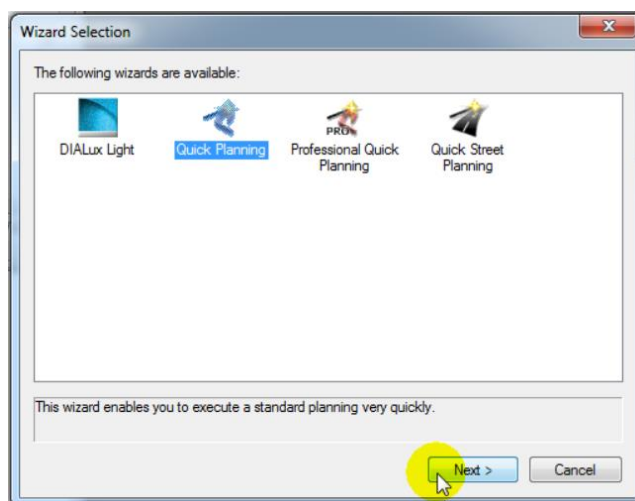 Wizard Selection
The following wizards are available:
DIALux Light
Quick Planning
PRO
Professional Quick
Planning
Quick Street
Planning
This wizard enables you to execute a standard planning very quickly.
Next >
Cancel